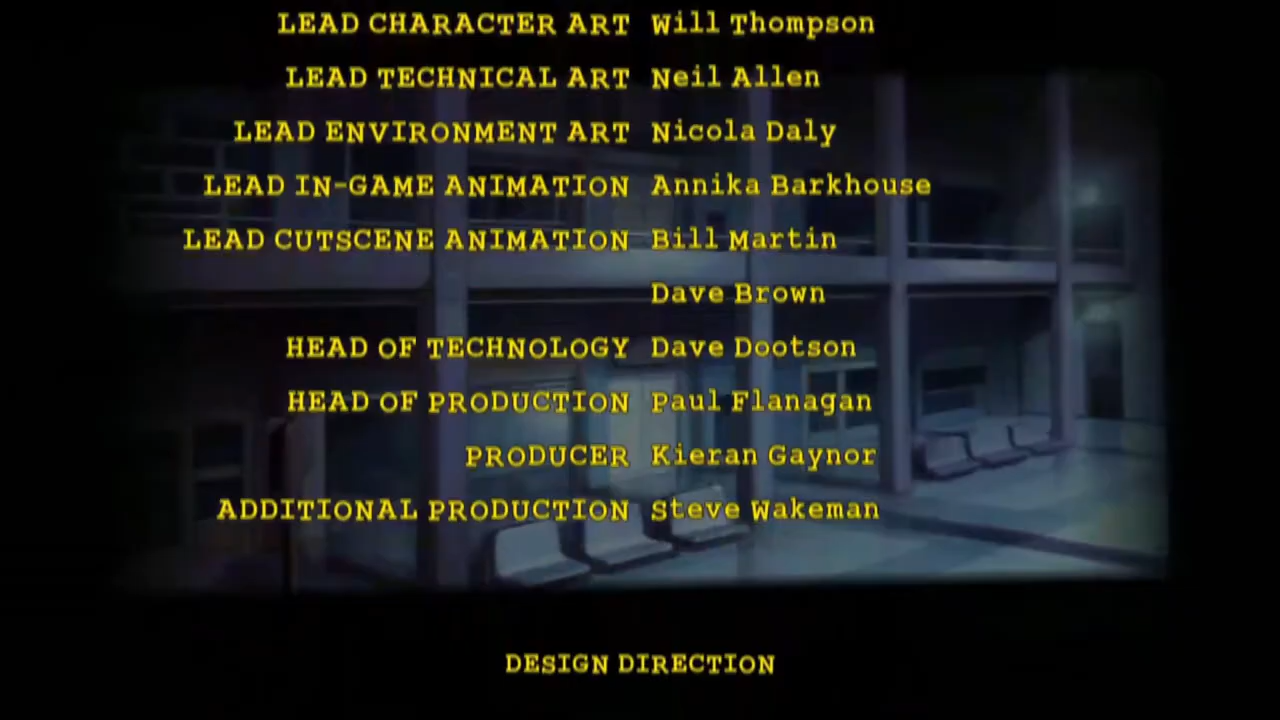 LEAD CHARACTER ART Will Thompson
LEAD TECHNICAL ART Neil Allen
LEAD ENVIRONMENT ART Nicola Daly
LEAD IN-GAME ANIMATION Annika Barkhouse
LEAD CUTSCENE ANIMATION Bill Martin
Dave Brown
HEAD OF TECHNOLOGY Dave Dootson
HEAD OF PRODUCTION Paul Flanagan
PRODUCER Kieran Gaynor
ADDITIONAL PRODUCTION Steve Wakeman
DESIGN DIRECTION